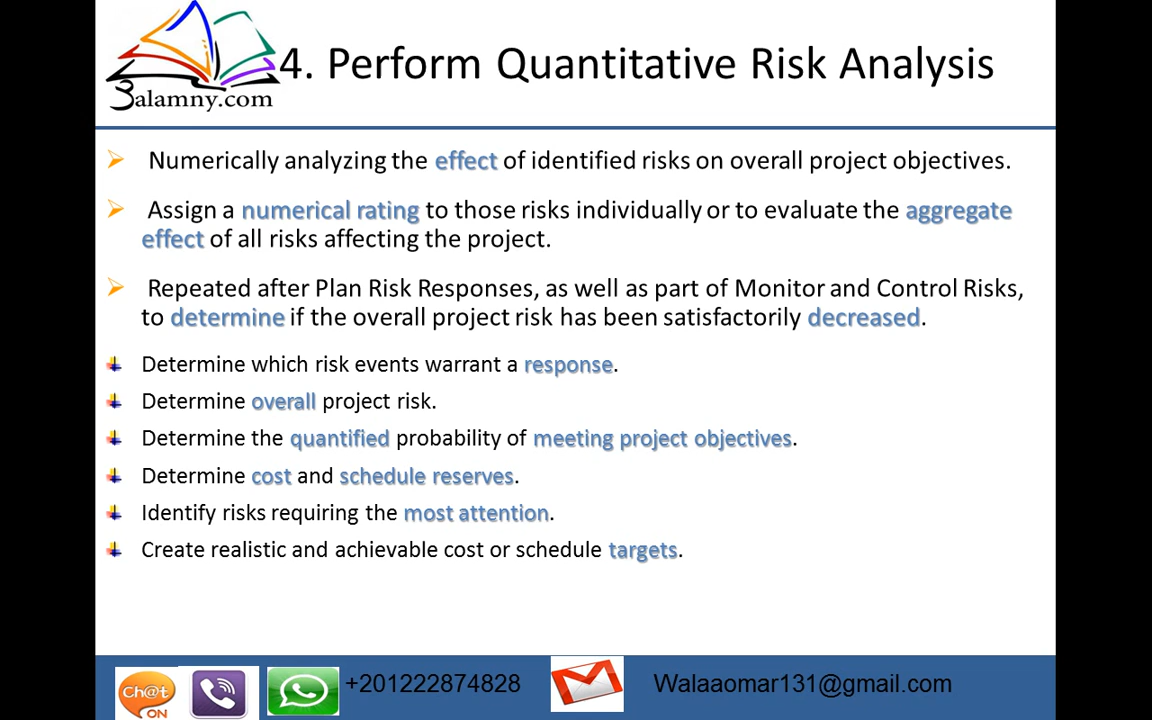 3alamny.com
4. Perform Quantitative Risk Analysis
Numerically analyzing the effect of identified risks on overall project objectives.
Assign a numerical rating to those risks individually or to evaluate the aggregate
effect of all risks affecting the project.
Repeated after Plan Risk Responses, as well as part of Monitor and Control Risks,
to determine if the overall project risk has been satisfactorily decreased.
Determine which risk events warrant a response.
Determine overall project risk.
Determine the quantified probability of meeting project objectives.
Determine cost and schedule reserves.
Identify risks requiring the most attention.
Create realistic and achievable cost or schedule targets.
Ch@t
ON
+201222874828
Walaaomar131@gmail.com